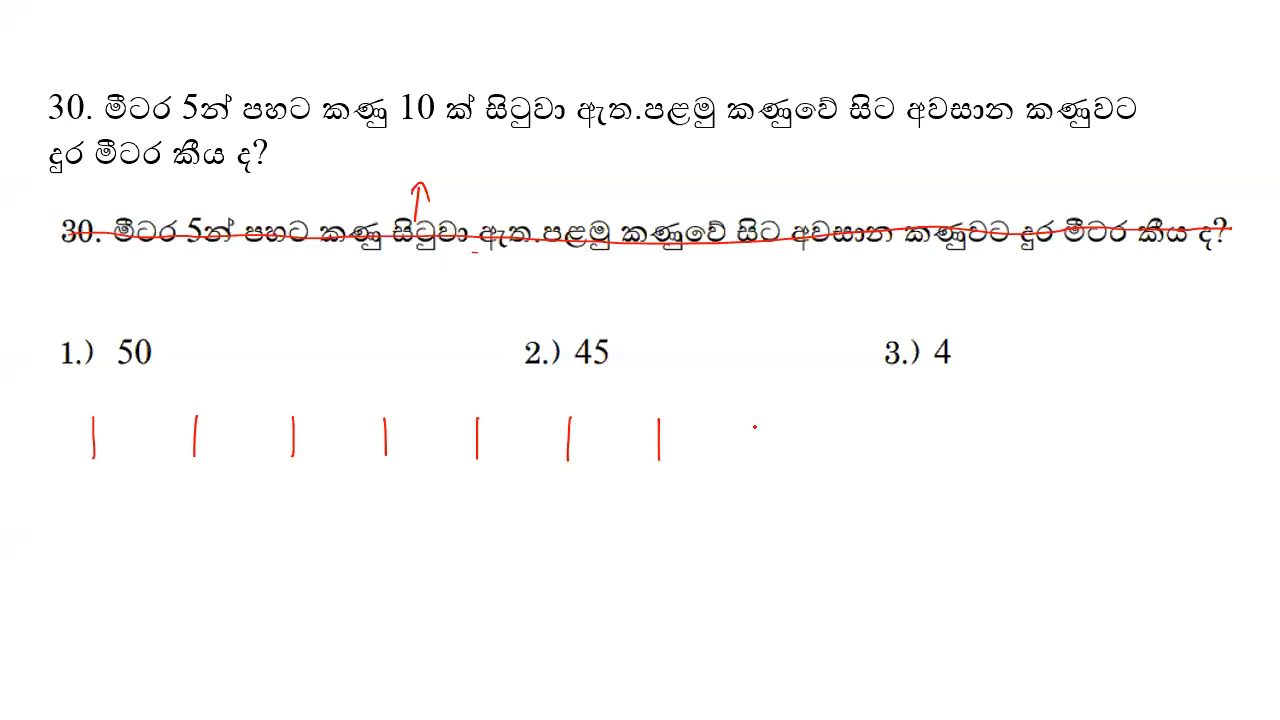 30. මීටර 5න් පහට කණු 10 ක් සිටුවා ඇත.පළමු කණුවේ සිට අවසාන කණුවට
දුර මීටර කීය ද?
30. මීටර 5න් පහට කණු සිටුවා ඇත.පළමු කණුවේ සිට අවසාන කණුවට දුර මීටර කීය ද?
1.) 50 2.) 45 3.) 4